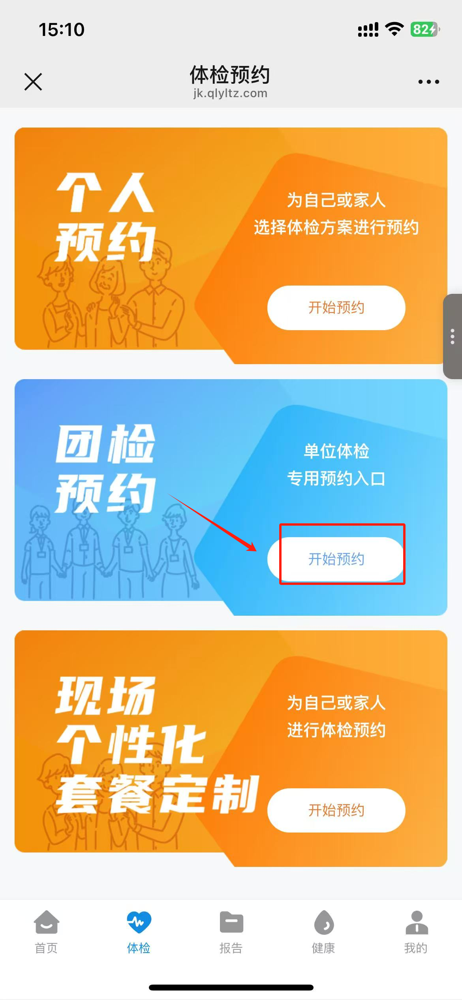 15:10
82
体检预约
jk.qlyltz.com
个人
预约
为自己或家人
选择体检方案进行预约
开始预约
团检
预约
单位体检
专用预约入口
开始预约
现场
个性化
套餐定制
为自己或家人
进行体检预约
开始预约
首页
体检
报告
健康
我的